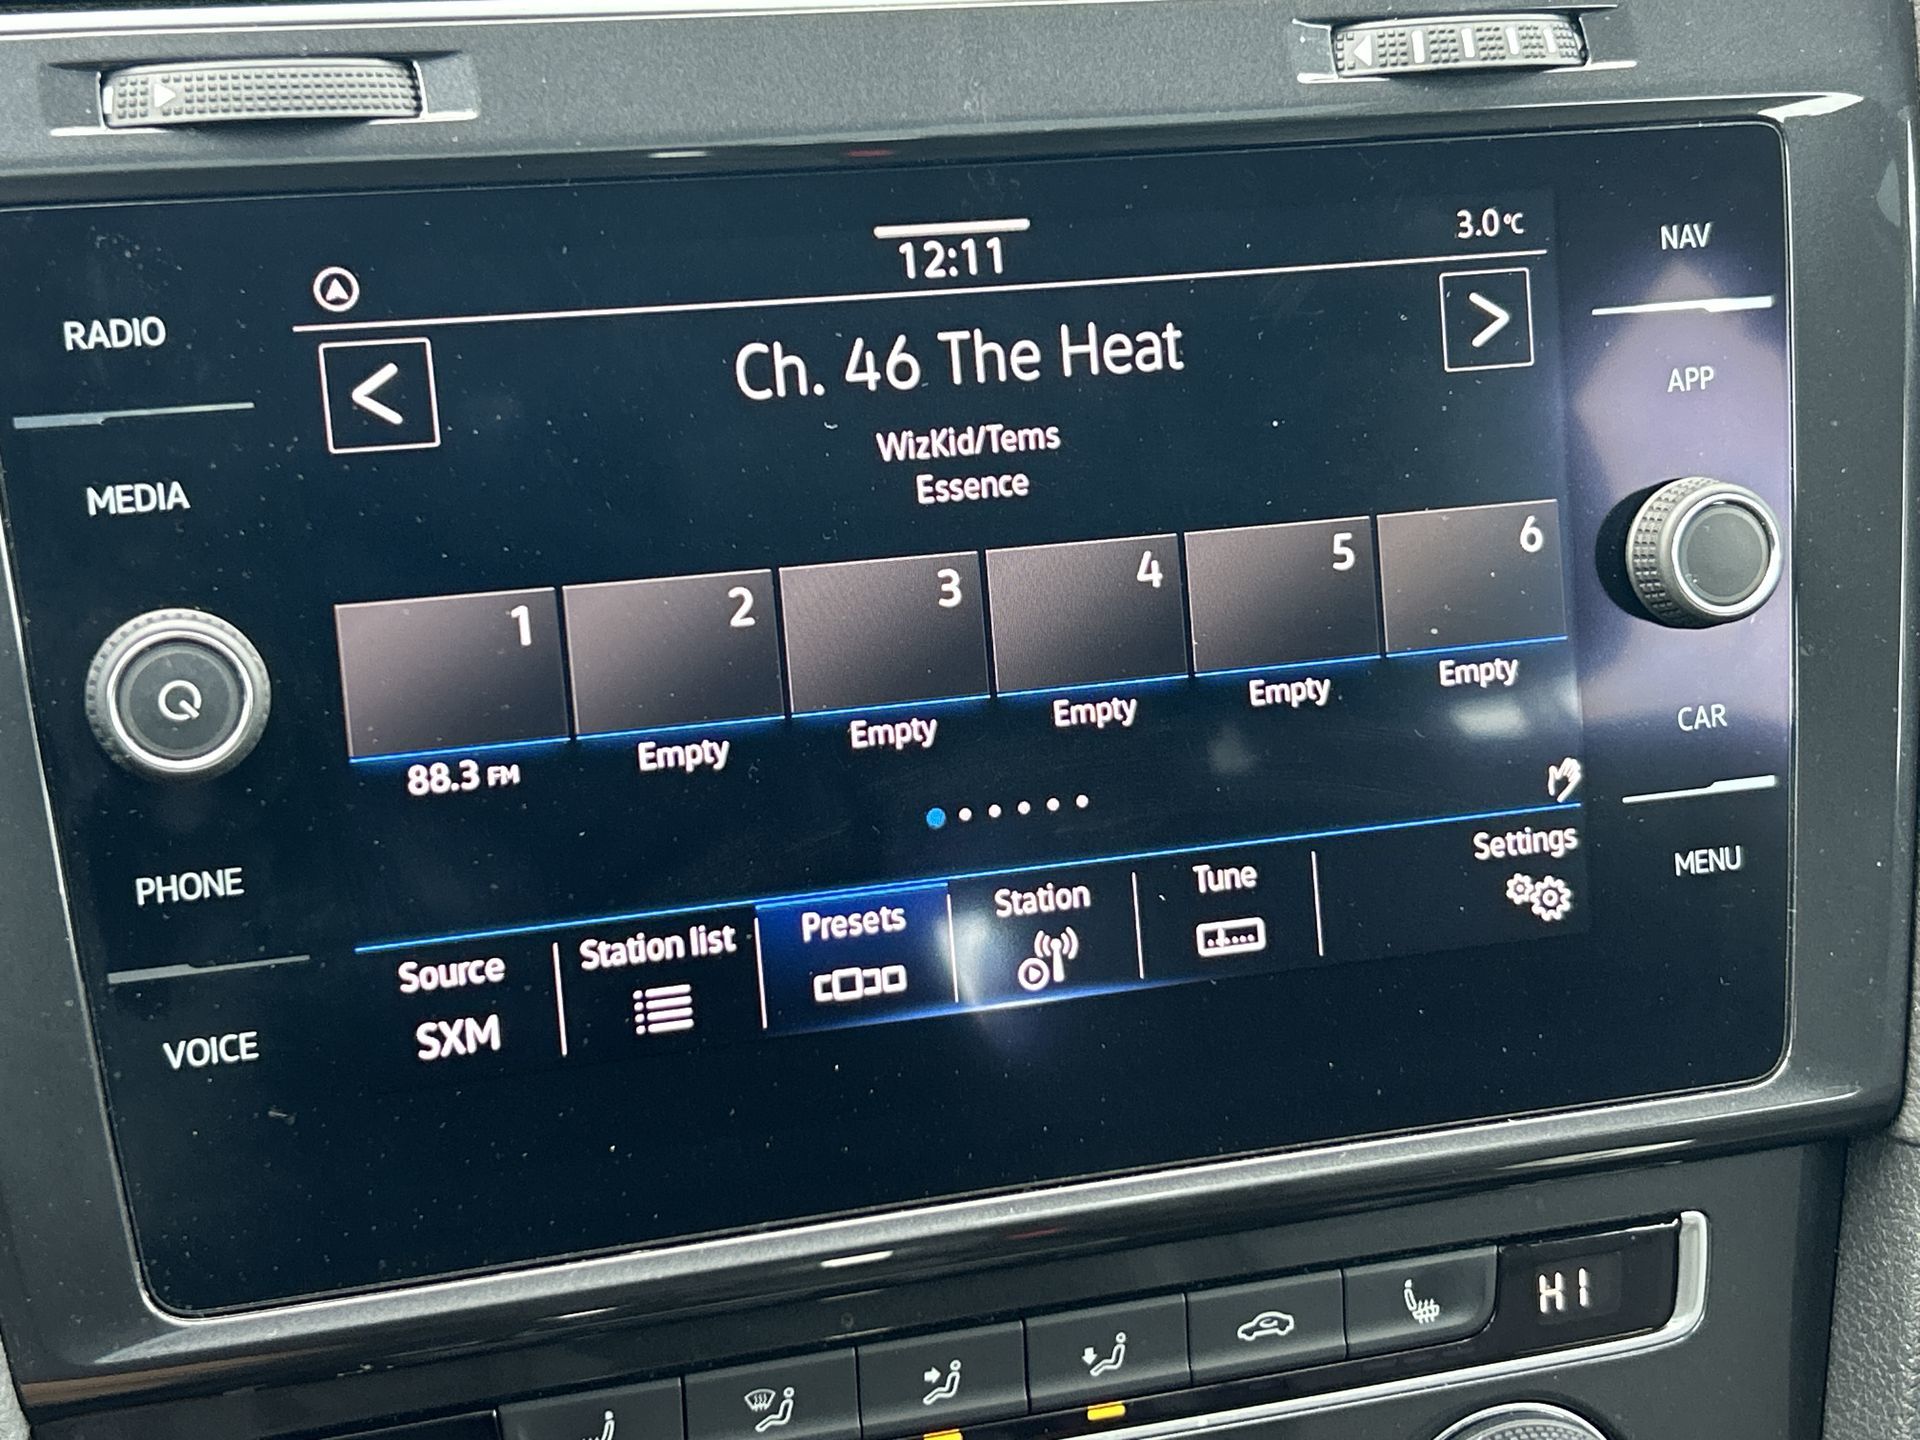 12:11
3.0°C
RADIO
NAV
<
Ch. 46 The Heat
>
APP
MEDIA
WizKid/Tems
Essence
1
2
3
4
5
6
88.3 FM
Empty
Empty
Empty
Empty
Empty
CAR
PHONE
MENU
Source
Station list
Presets
Station
Tune
Settings
SXM
VOICE
HI